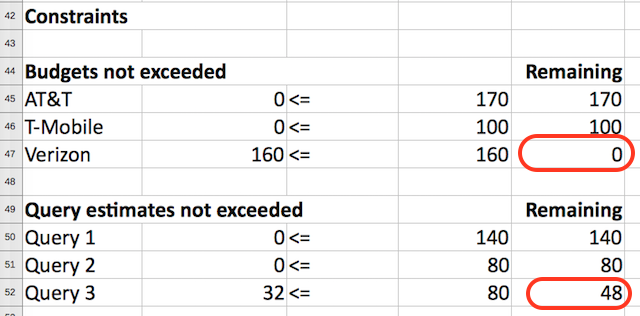 42 Constraints
43
44 Budgets not exceeded Remaining
45 AT&T 0 <= 170 170
46 T-Mobile 0 <= 100 100
47 Verizon 160 <= 160 0
48
49 Query estimates not exceeded Remaining
50 Query 1 0 <= 140 140
51 Query 2 0 <= 80 80
52 Query 3 32 <= 80 48